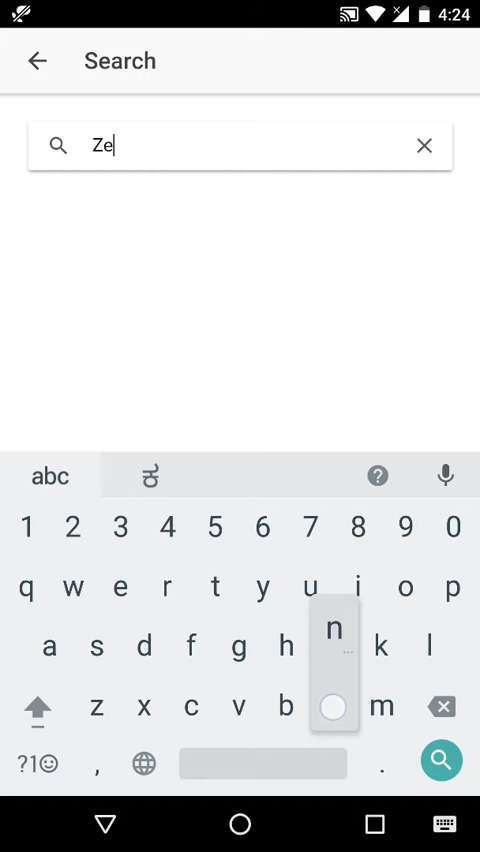 4:24
Search
Ze
abc ಕ
1 2 3 4 5 6 7 8 9 0
q w e r t y u i o p
n
a s d f g h k l
z x c v b m
?1☺ , .